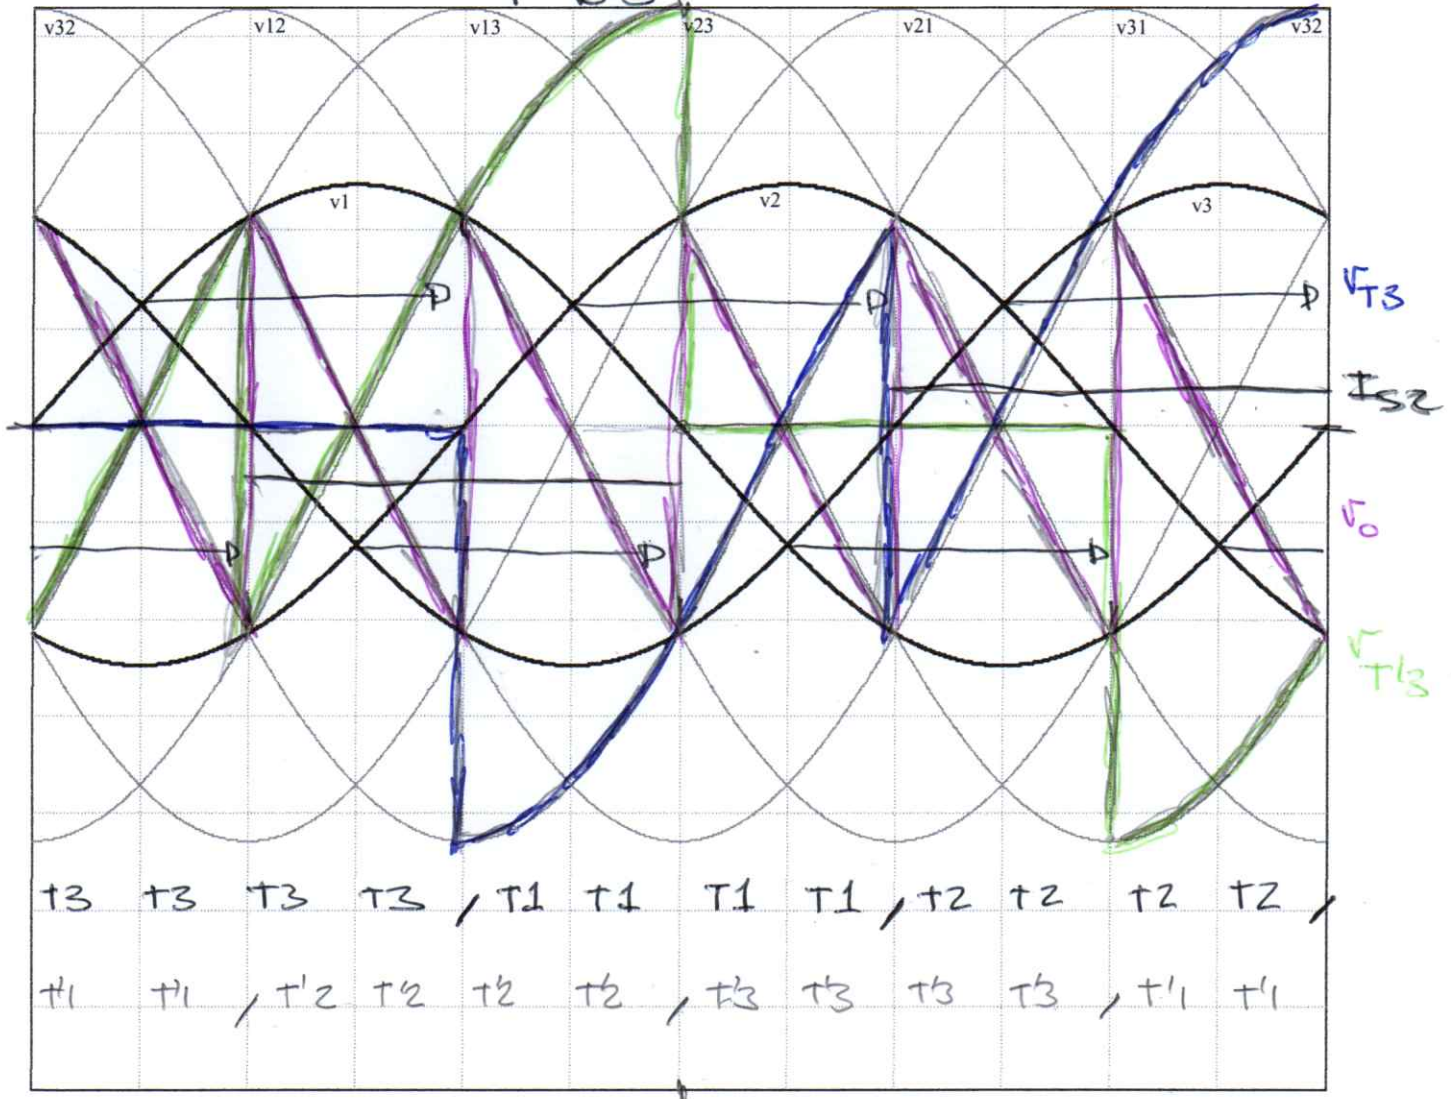 v32 v12 v13 v23 v21 v31 v32
v1 v2 v3
D D D
VT3
IS2
Vo
D D D
VT'3
T3 T3 T3 T3 / T1 T1 T1 T1 / T2 T2 T2 T2 /
T'1 T'1 / T'2 T'2 T'2 T'2 / T'3 T'3 T'3 T'3 / T'1 T'1